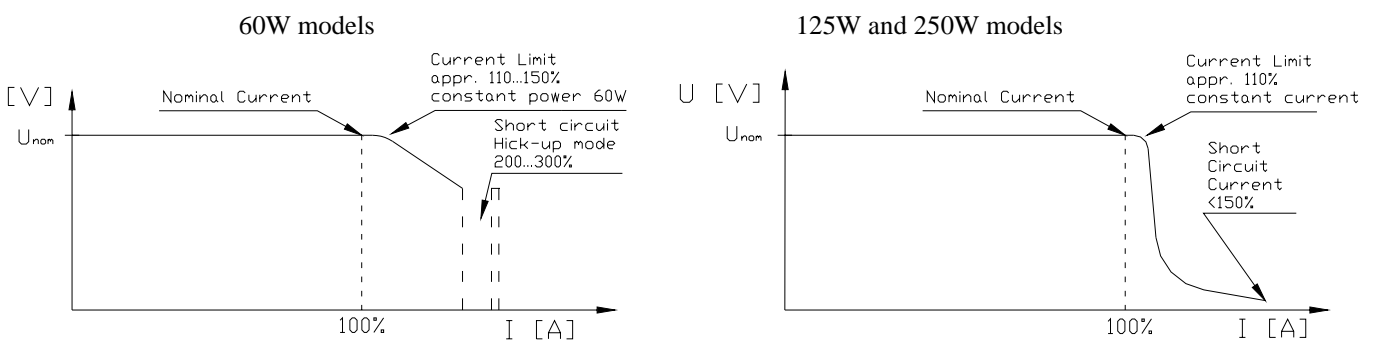 60W models
Current Limit
appr. 110...150%
constant power 60W
[V]
Nominal Current
Short circuit
Hick-up mode
200...300%
Unom
100%
I [A]
125W and 250W models
Current Limit
appr. 110%
constant current
U [V]
Nominal Current
Unom
Short
Circuit
Current
<150%
100%
I [A]